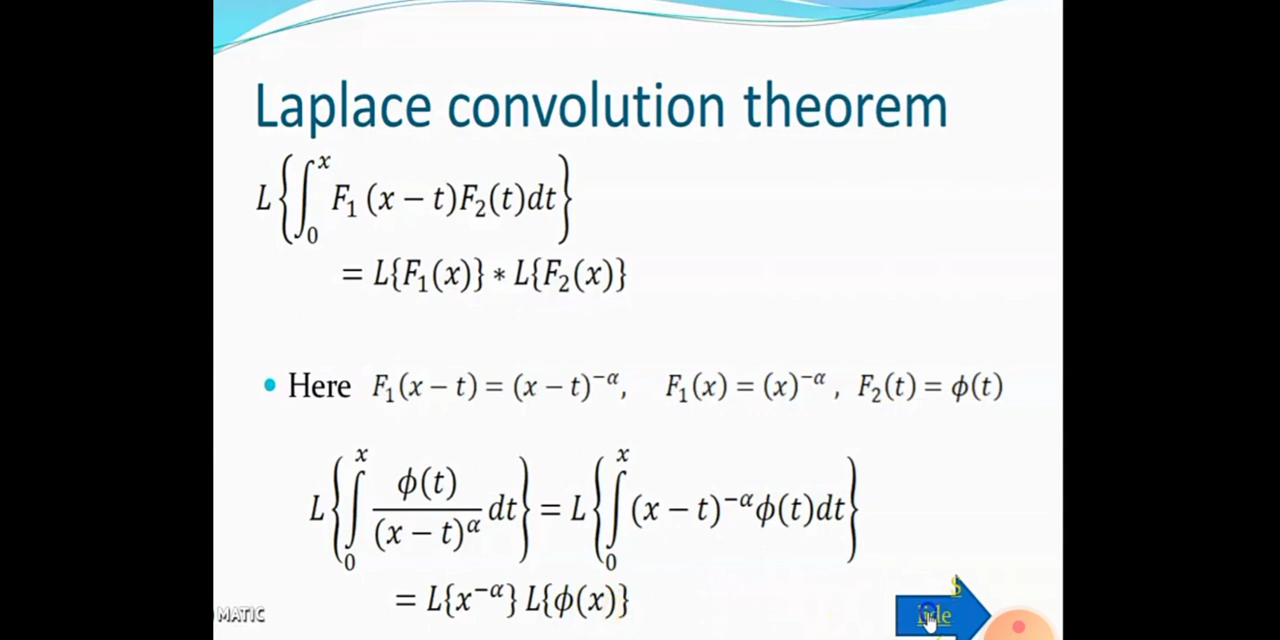 Laplace convolution theorem
L{∫₀ˣ F₁(x − t)F₂(t)dt}
= L{F₁(x)} ∗ L{F₂(x)}
• Here F₁(x − t) = (x − t)^{−α}, F₁(x) = (x)^{−α}, F₂(t) = ϕ(t)
L{∫₀ˣ ϕ(t)/(x − t)^α dt} = L{∫₀ˣ (x − t)^{−α}ϕ(t)dt}
= L{x^{−α}} L{ϕ(x)}
MATIC